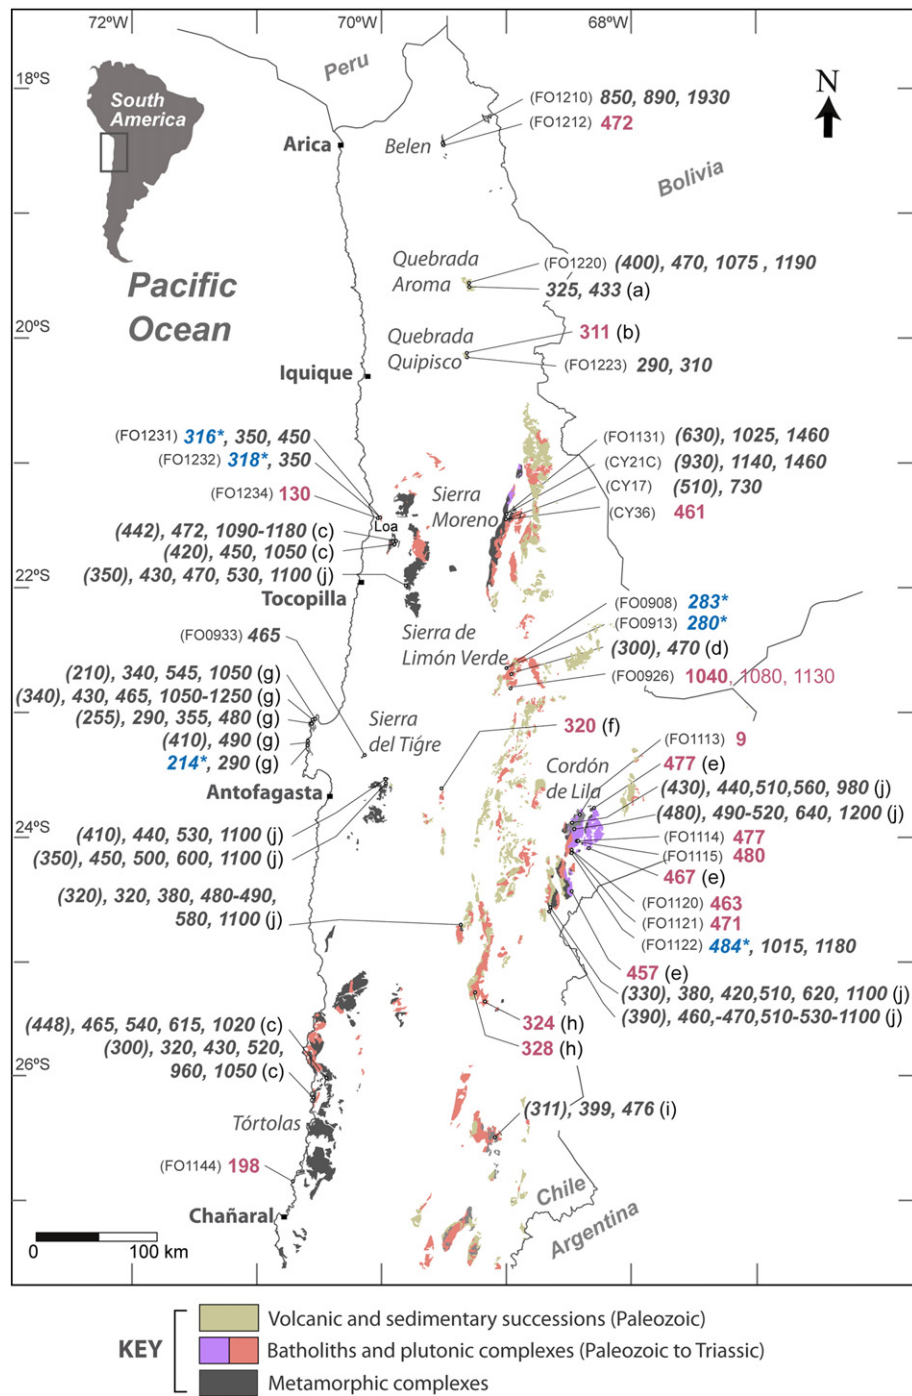 72°W 70°W 68°W
18°S
Peru
N
South
America
(FO1210) 850, 890, 1930
(FO1212) 472
Arica
Belen
Bolivia
Pacific
Ocean
Quebrada
Aroma
(FO1220) (400), 470, 1075 , 1190
325, 433 (a)
20°S
Quebrada
Quipisco
311 (b)
(FO1223) 290, 310
Iquique
(FO1231) 316*, 350, 450
(FO1232) 318*, 350
(FO1234) 130
Loa
(442), 472, 1090-1180 (c)
(420), 450, 1050 (c)
(350), 430, 470, 530, 1100 (j)
Sierra
Moreno
(FO1131) (630), 1025, 1460
(CY21C) (930), 1140, 1460
(CY17) (510), 730
(CY36) 461
22°S
Tocopilla
Sierra de
Limón Verde
(FO0908) 283*
(FO0913) 280*
(300), 470 (d)
(FO0926) 1040, 1080, 1130
(FO0933) 465
(210), 340, 545, 1050 (g)
(340), 430, 465, 1050-1250 (g)
(255), 290, 355, 480 (g)
(410), 490 (g)
214*, 290 (g)
Sierra
del Tigre
320 (f)
Cordón
de Lila
(FO1113) 9
477 (e)
(430), 440,510,560, 980 (j)
(480), 490-520, 640, 1200 (j)
(FO1114) 477
(FO1115) 480
467 (e)
(FO1120) 463
(FO1121) 471
(FO1122) 484*, 1015, 1180
457 (e)
(330), 380, 420,510, 620, 1100 (j)
(390), 460,-470,510-530-1100 (j)
Antofagasta
24°S
(410), 440, 530, 1100 (j)
(350), 450, 500, 600, 1100 (j)
(320), 320, 380, 480-490,
580, 1100 (j)
324 (h)
328 (h)
(448), 465, 540, 615, 1020 (c)
(300), 320, 430, 520,
960, 1050 (c)
26°S
(311), 399, 476 (i)
Tórtolas
(FO1144) 198
Chañaral
Chile
Argentina
0 100 km
KEY
Volcanic and sedimentary successions (Paleozoic)
Batholiths and plutonic complexes (Paleozoic to Triassic)
Metamorphic complexes